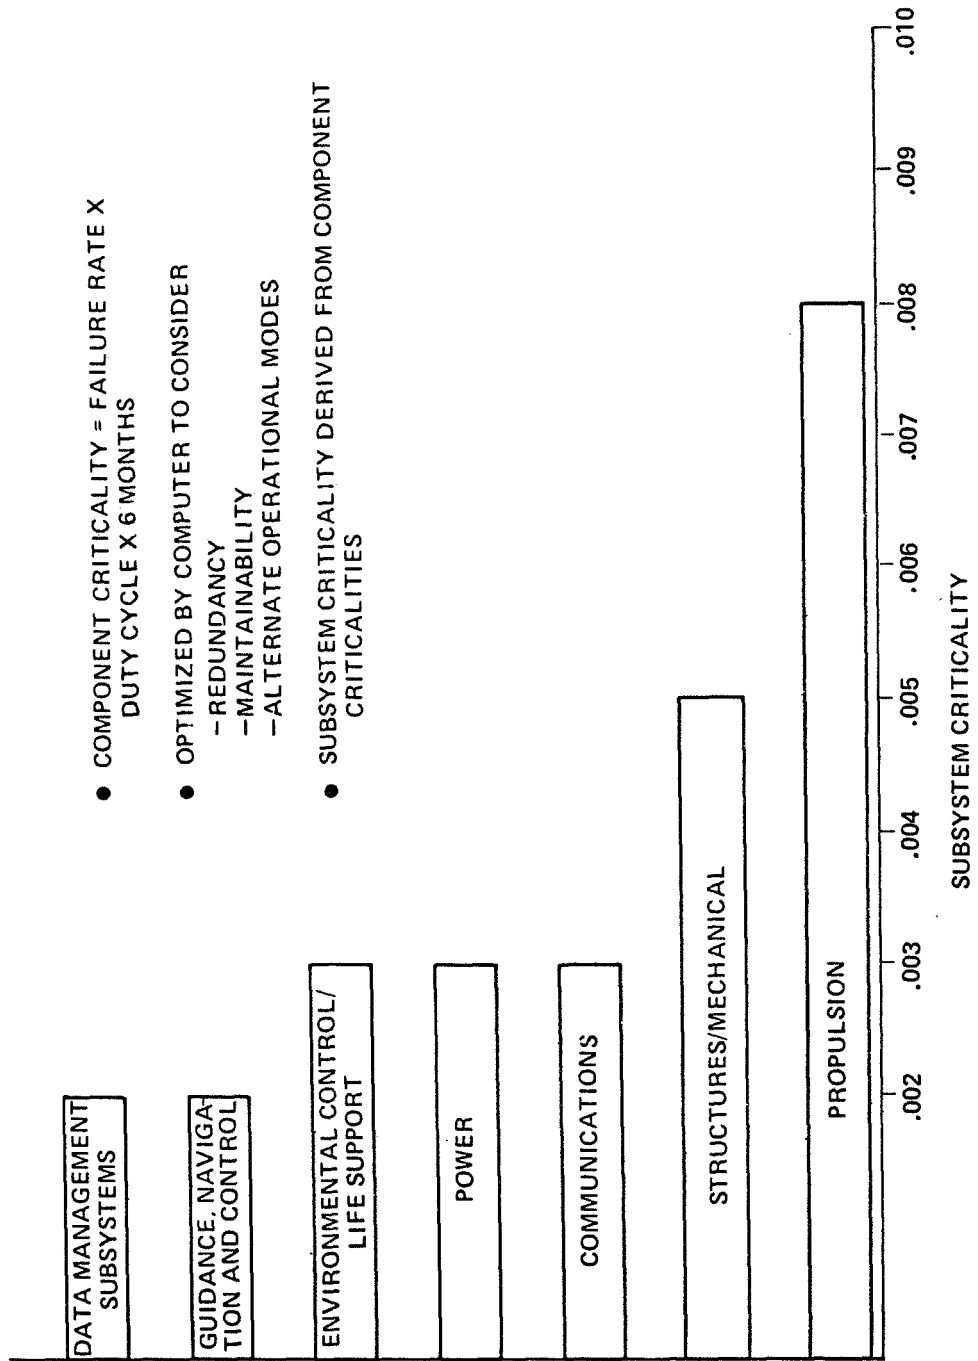 DATA MANAGEMENT
SUBSYSTEMS
GUIDANCE, NAVIGA-
TION AND CONTROL
ENVIRONMENTAL CONTROL/
LIFE SUPPORT
POWER
COMMUNICATIONS
STRUCTURES/MECHANICAL
PROPULSION
● COMPONENT CRITICALITY = FAILURE RATE X
DUTY CYCLE X 6 MONTHS
● OPTIMIZED BY COMPUTER TO CONSIDER
–REDUNDANCY
–MAINTAINABILITY
–ALTERNATE OPERATIONAL MODES
● SUBSYSTEM CRITICALITY DERIVED FROM COMPONENT
CRITICALITIES
.002 .003 .004 .005 .006 .007 .008 .009 .010
SUBSYSTEM CRITICALITY